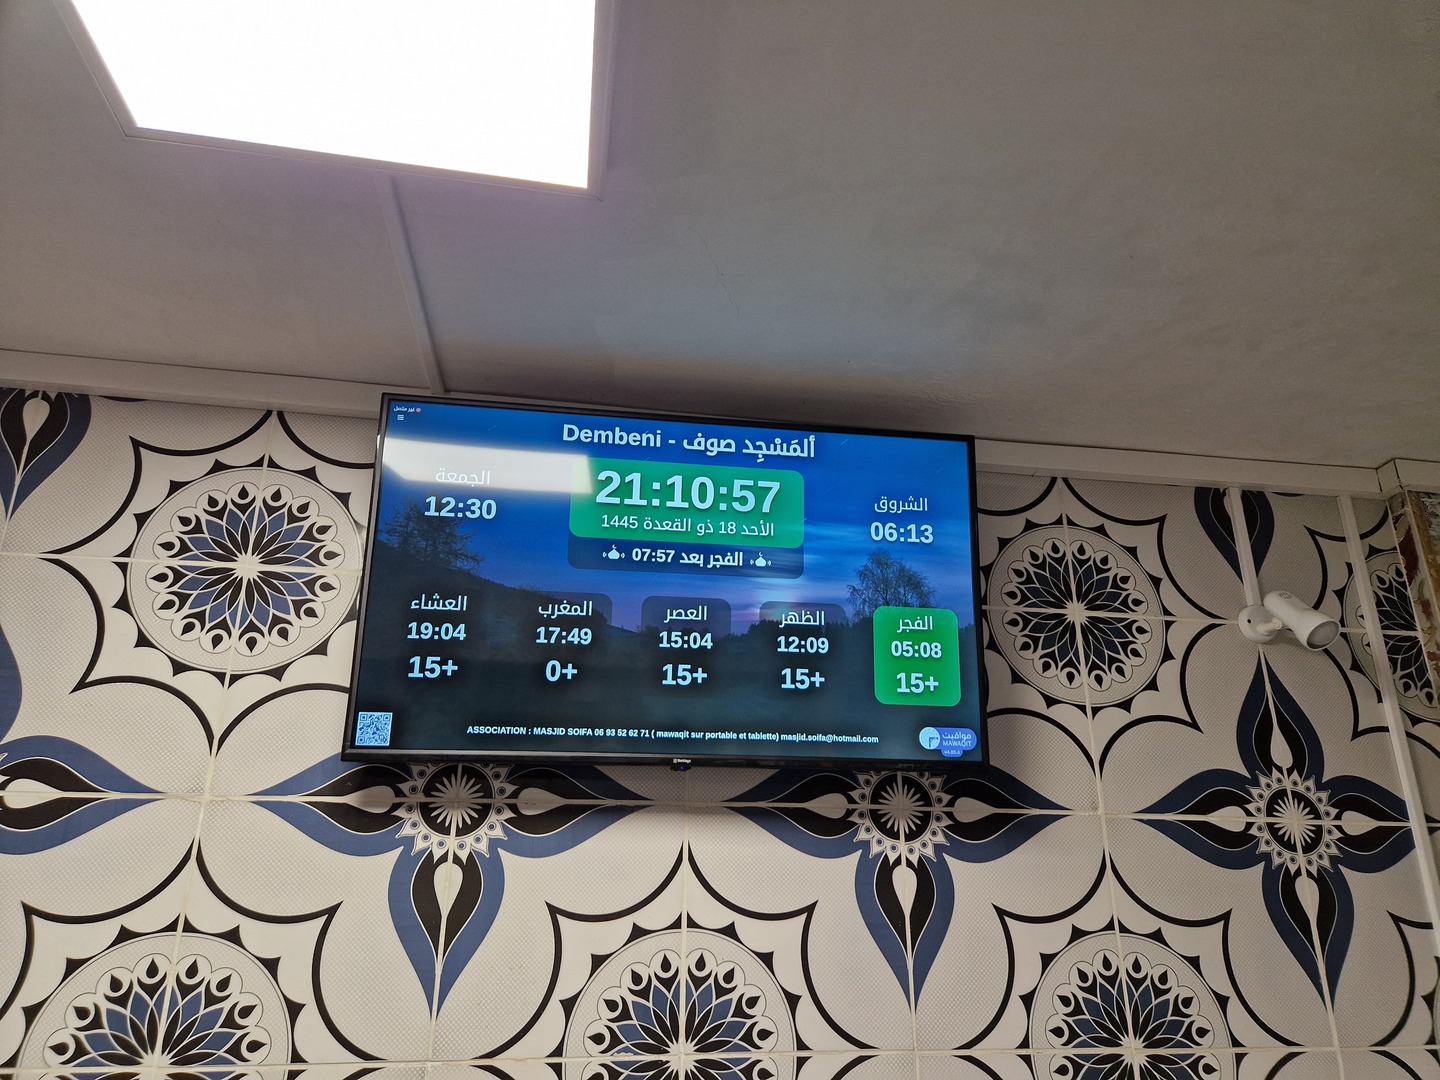 غير متصل
ألمَسْجِد صوف - Dembeni
الجمعة
12:30
21:10:57
الأحد 18 ذو القعدة 1445
الفجر بعد 07:57
الشروق
06:13
الفجر
05:08
15+
الظهر
12:09
15+
العصر
15:04
15+
المغرب
17:49
0+
العشاء
19:04
15+
ASSOCIATION : MASJID SOIFA 06 93 52 62 71 ( mawaqit sur portable et tablette) masjid.soifa@hotmail.com
مواقيت
MAWAQIT